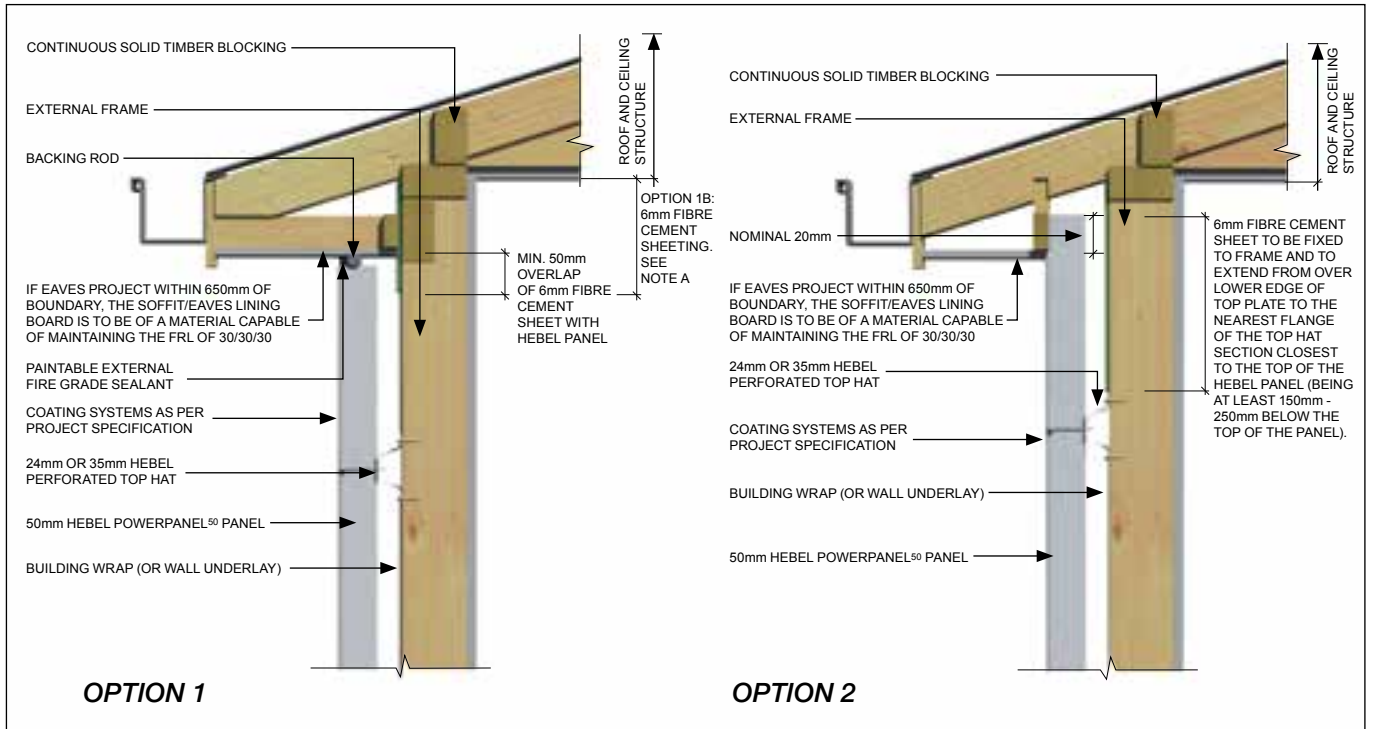 CONTINUOUS SOLID TIMBER BLOCKING
EXTERNAL FRAME
BACKING ROD
IF EAVES PROJECT WITHIN 650mm OF
BOUNDARY, THE SOFFIT/EAVES LINING
BOARD IS TO BE OF A MATERIAL CAPABLE
OF MAINTAINING THE FRL OF 30/30/30
PAINTABLE EXTERNAL
FIRE GRADE SEALANT
COATING SYSTEMS AS PER
PROJECT SPECIFICATION
24mm OR 35mm HEBEL
PERFORATED TOP HAT
50mm HEBEL POWERPANEL50 PANEL
BUILDING WRAP (OR WALL UNDERLAY)
ROOF AND CEILING
STRUCTURE
OPTION 1B:
6mm FIBRE
CEMENT
SHEETING.
SEE
NOTE A
MIN. 50mm
OVERLAP
OF 6mm FIBRE
CEMENT
SHEET WITH
HEBEL PANEL
OPTION 1
CONTINUOUS SOLID TIMBER BLOCKING
EXTERNAL FRAME
NOMINAL 20mm
IF EAVES PROJECT WITHIN 650mm OF
BOUNDARY, THE SOFFIT/EAVES LINING
BOARD IS TO BE OF A MATERIAL CAPABLE
OF MAINTAINING THE FRL OF 30/30/30
24mm OR 35mm HEBEL
PERFORATED TOP HAT
COATING SYSTEMS AS PER
PROJECT SPECIFICATION
BUILDING WRAP (OR WALL UNDERLAY)
50mm HEBEL POWERPANEL50 PANEL
ROOF AND CEILING
STRUCTURE
6mm FIBRE CEMENT
SHEET TO BE FIXED
TO FRAME AND TO
EXTEND FROM OVER
LOWER EDGE OF
TOP PLATE TO THE
NEAREST FLANGE
OF THE TOP HAT
SECTION CLOSEST
TO THE TOP OF THE
HEBEL PANEL (BEING
AT LEAST 150mm -
250mm BELOW THE
TOP OF THE PANEL).
OPTION 2